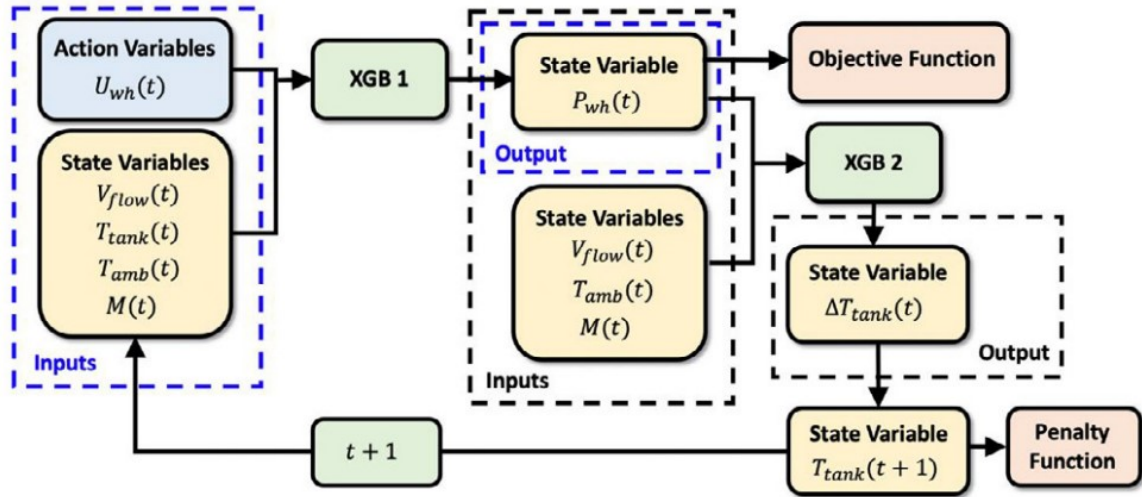 Action Variables
U_wh(t)
State Variables
V_flow(t)
T_tank(t)
T_amb(t)
M(t)
Inputs
XGB 1
State Variable
P_wh(t)
Output
State Variables
V_flow(t)
T_amb(t)
M(t)
Inputs
Objective Function
XGB 2
State Variable
ΔT_tank(t)
Output
State Variable
T_tank(t + 1)
Penalty
Function
t + 1